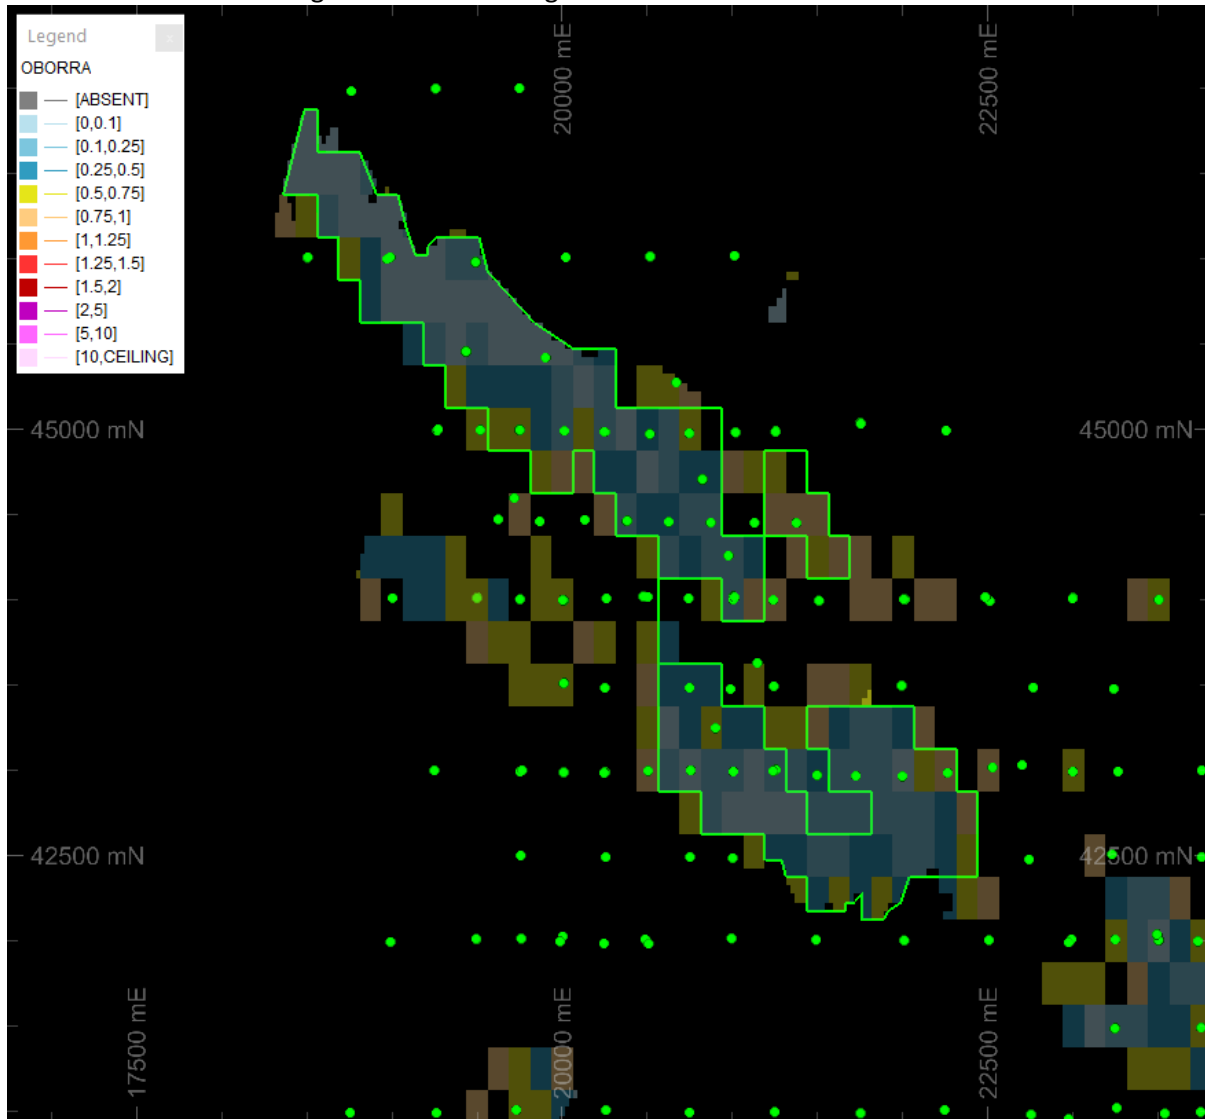 Legend x
OBORRA
[ABSENT]
[0,0.1]
[0.1,0.25]
[0.25,0.5]
[0.5,0.75]
[0.75,1]
[1,1.25]
[1.25,1.5]
[1.5,2]
[2,5]
[5,10]
[10,CEILING]
20000 mE
22500 mE
45000 mN
45000 mN
42500 mN
42500 mN
17500 mE
20000 mE
22500 mE